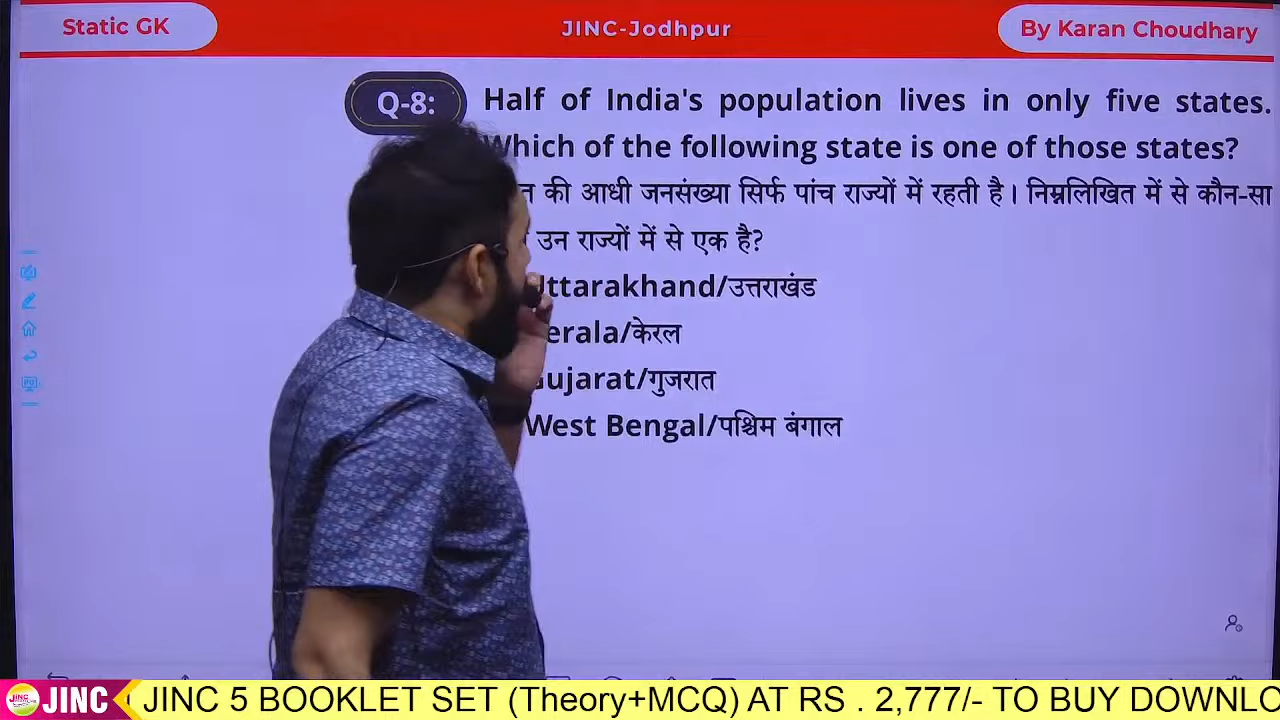 Static GK
JINC-Jodhpur
By Karan Choudhary
Q-8:
Half of India's population lives in only five states.
Which of the following state is one of those states?
की आधी जनसंख्या सिर्फ पांच राज्यों में रहती है। निम्नलिखित में से कौन-सा
उन राज्यों में से एक है?
Uttarakhand/उत्तराखंड
erala/केरल
Gujarat/गुजरात
West Bengal/पश्चिम बंगाल
JINC
JINC 5 BOOKLET SET (Theory+MCQ) AT RS . 2,777/- TO BUY DOWNLO